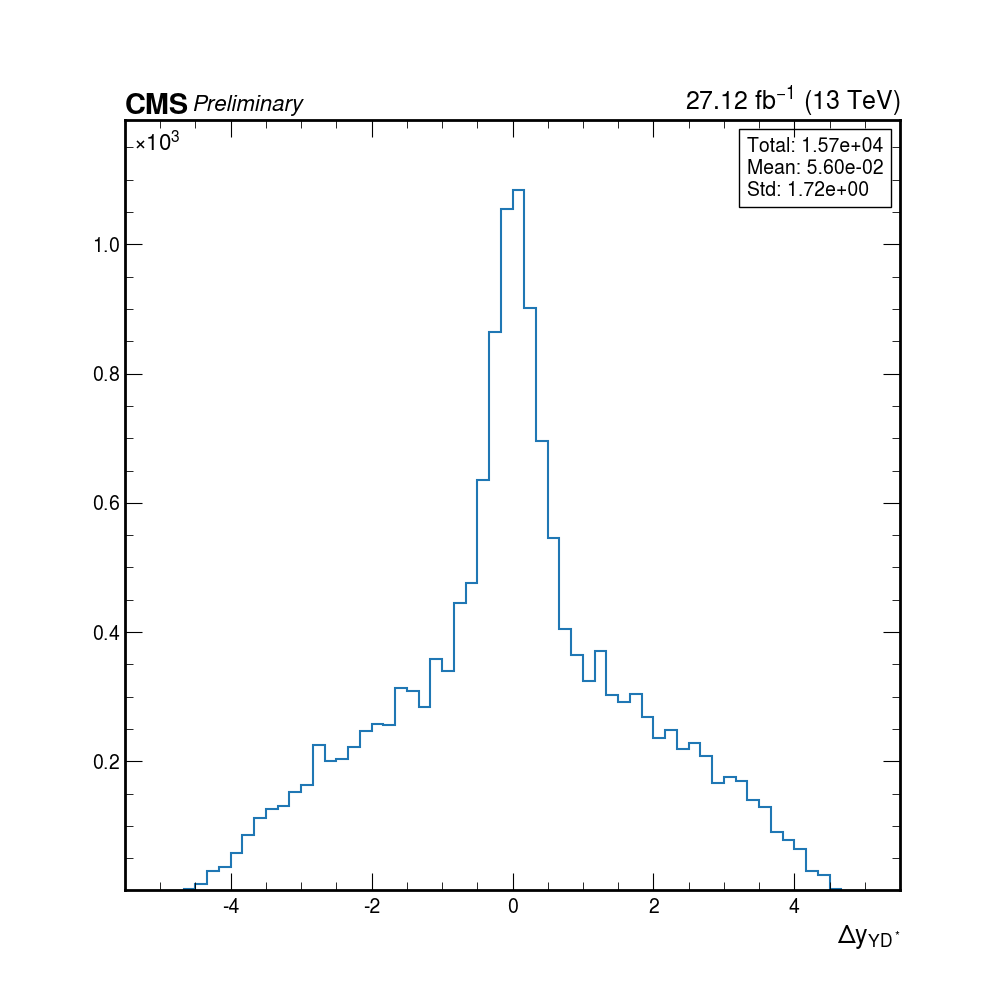 CMS Preliminary
27.12 fb⁻¹ (13 TeV)
×10³
Total: 1.57e+04
Mean: 5.60e-02
Std: 1.72e+00
1.0
0.8
0.6
0.4
0.2
-4 -2 0 2 4
Δy_YD*